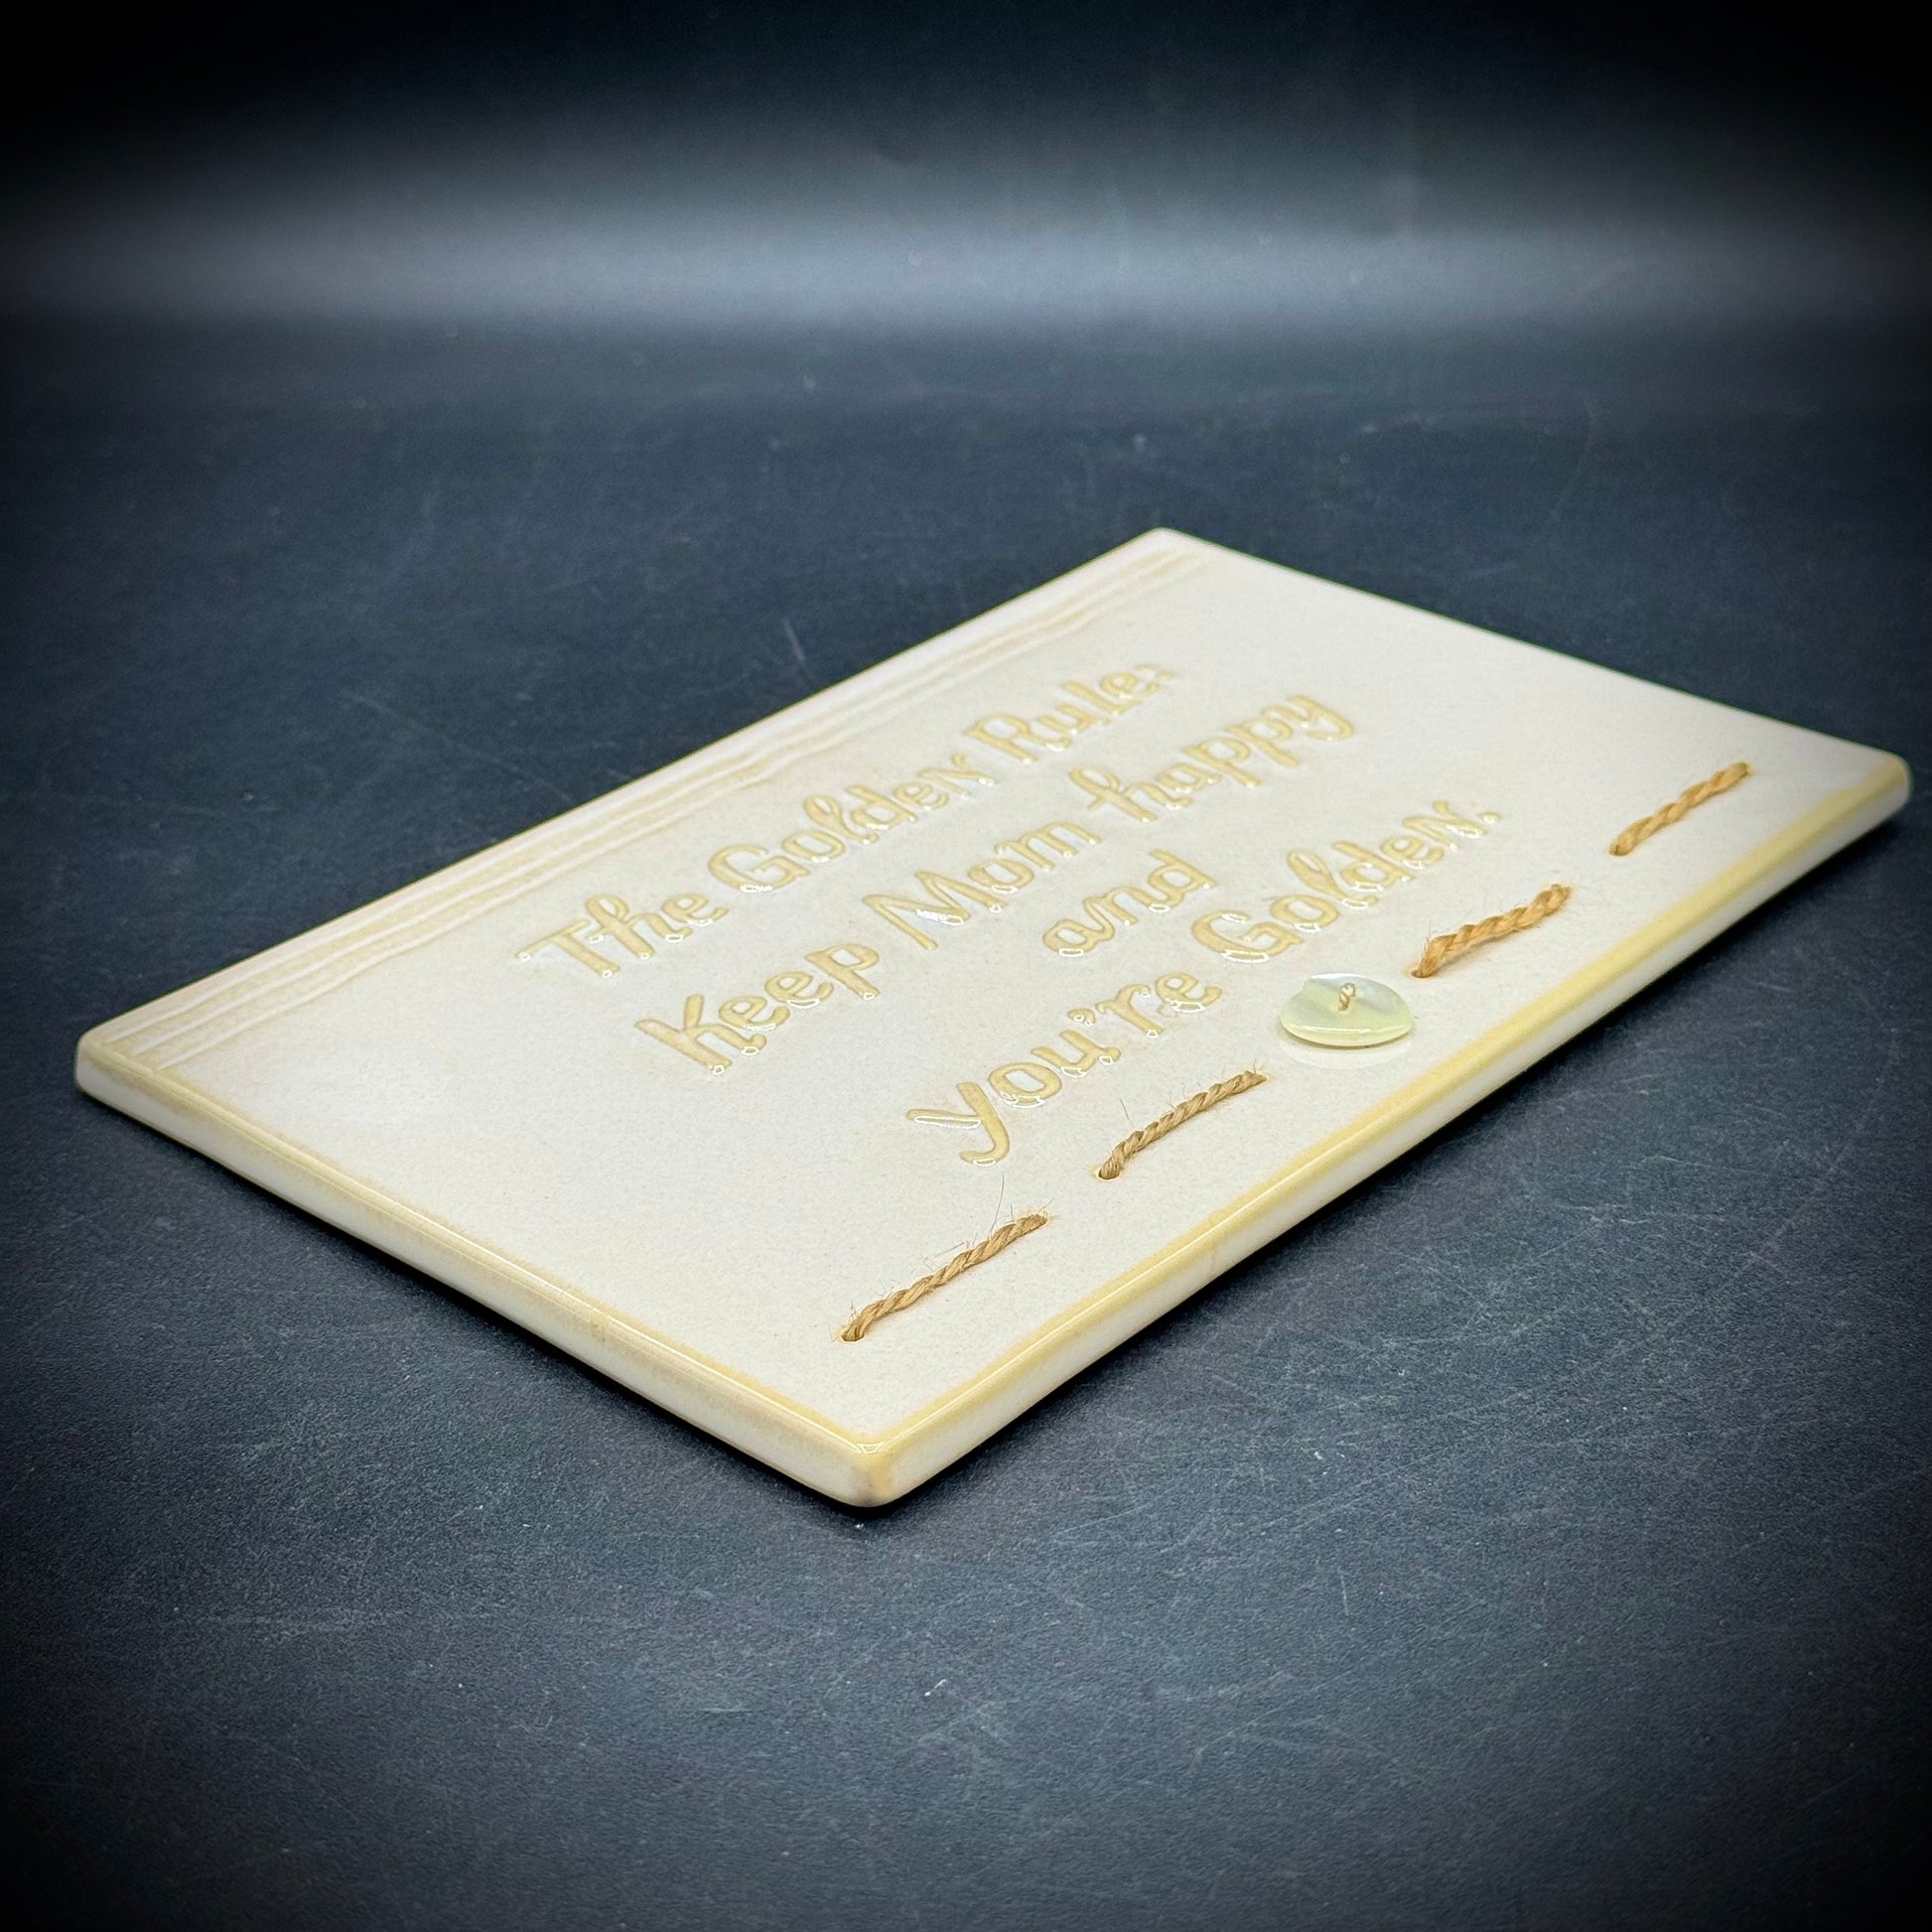 The Golden Rule:
Keep Mom happy
and
you're Golden.